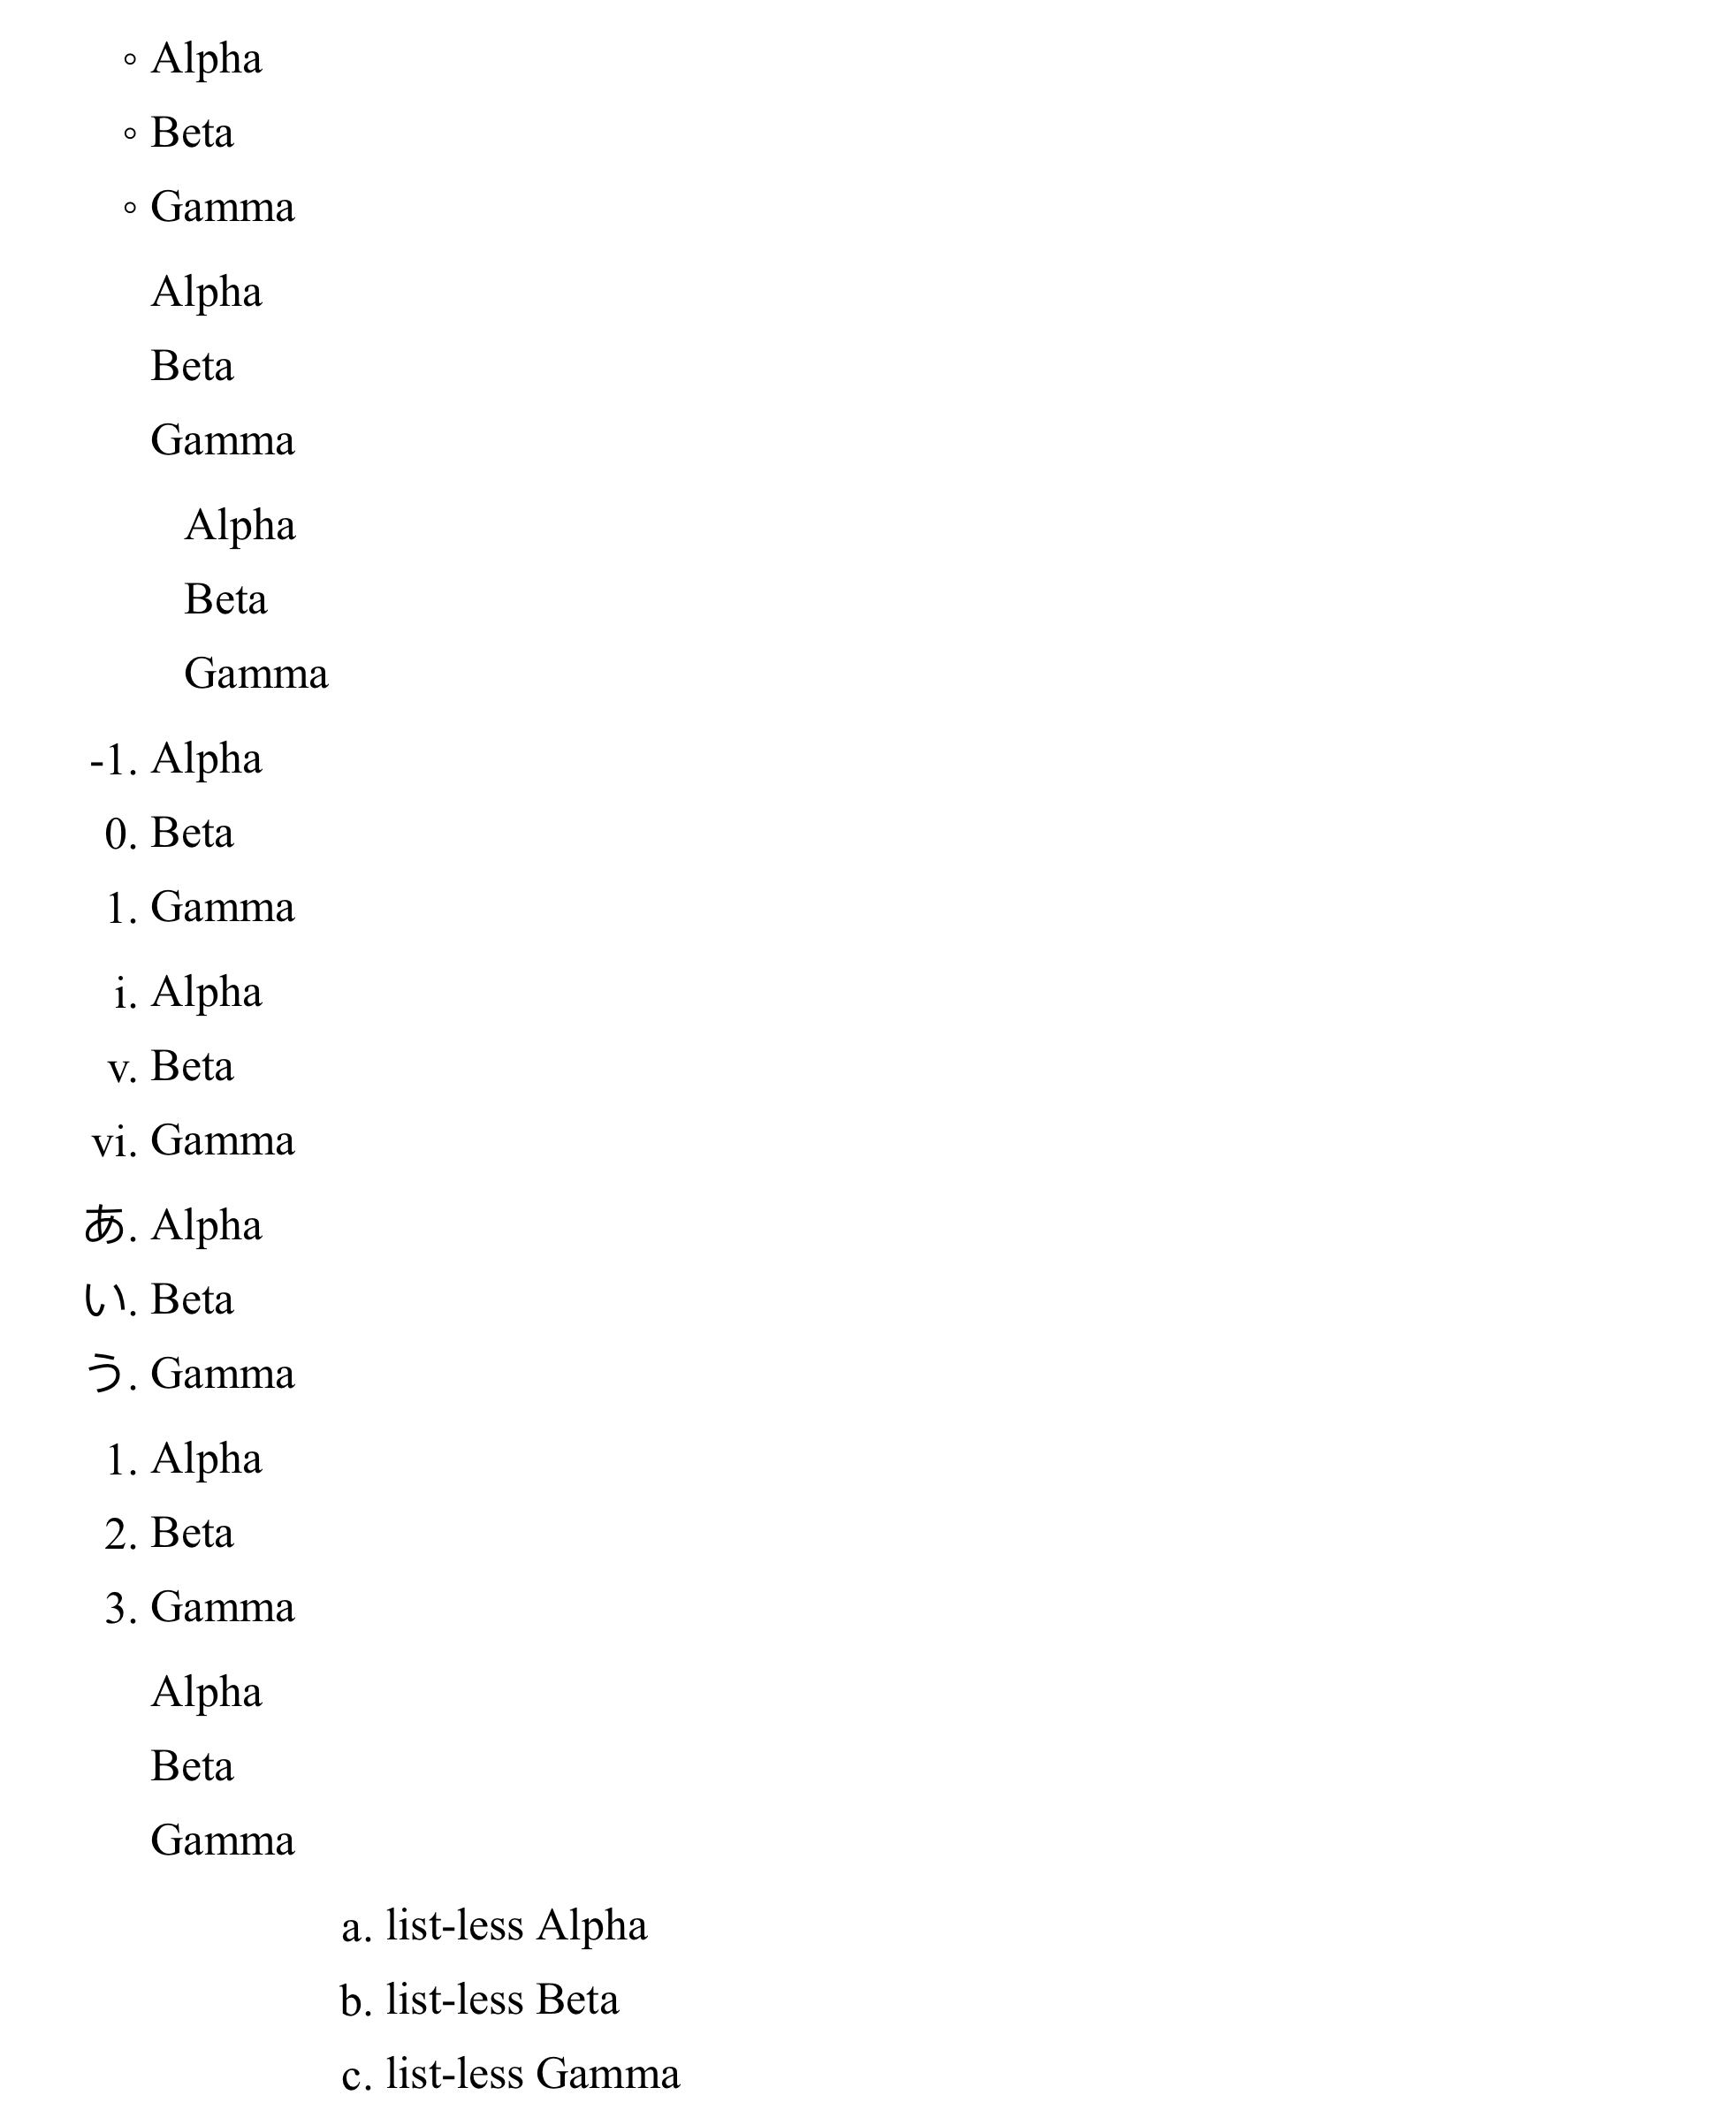 ◦ Alpha
◦ Beta
◦ Gamma
Alpha
Beta
Gamma
Alpha
Beta
Gamma
-1. Alpha
0. Beta
1. Gamma
i. Alpha
v. Beta
vi. Gamma
あ. Alpha
い. Beta
う. Gamma
1. Alpha
2. Beta
3. Gamma
Alpha
Beta
Gamma
a. list-less Alpha
b. list-less Beta
c. list-less Gamma